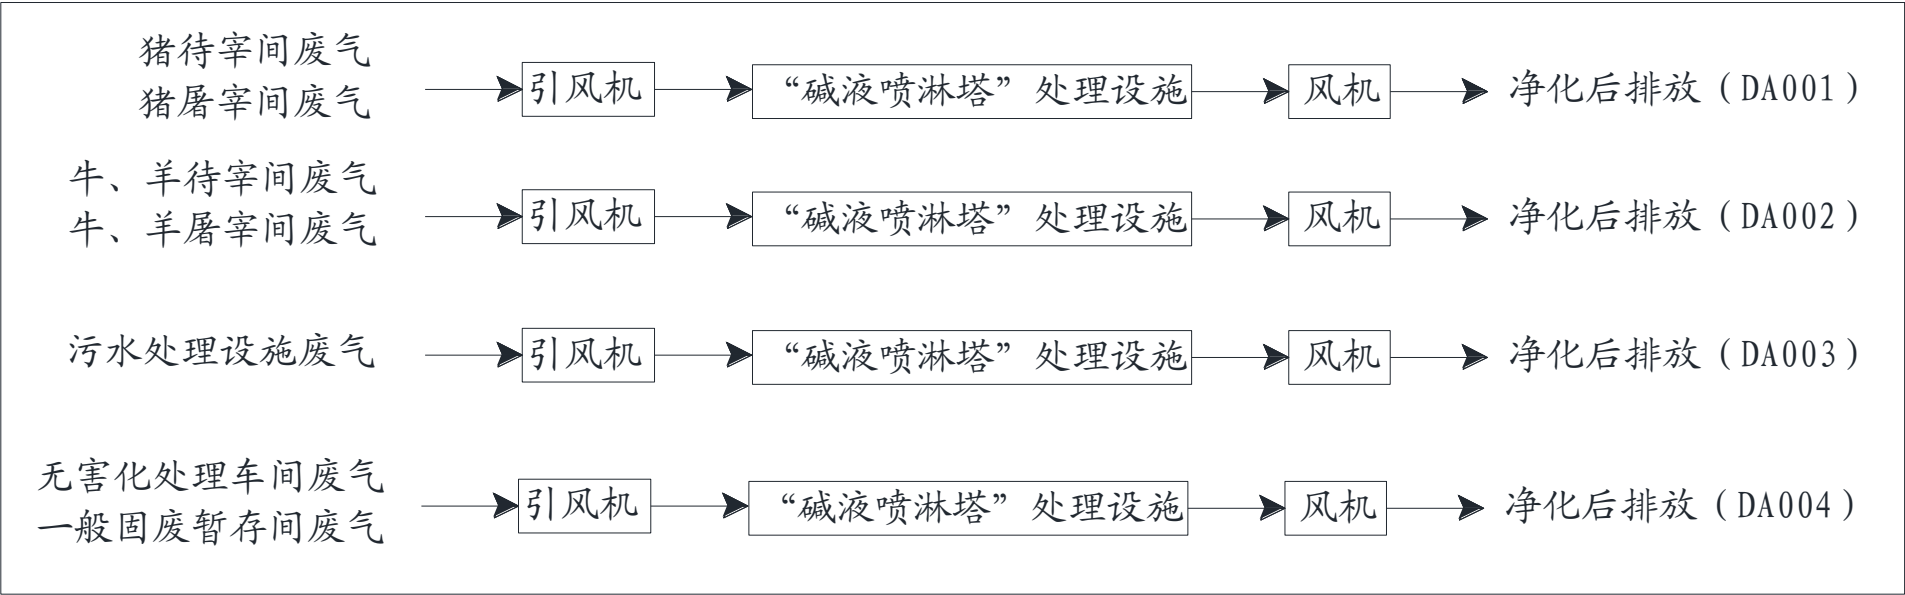 猪待宰间废气
猪屠宰间废气
引风机
“碱液喷淋塔”处理设施
风机
净化后排放（DA001）
牛、羊待宰间废气
牛、羊屠宰间废气
引风机
“碱液喷淋塔”处理设施
风机
净化后排放（DA002）
污水处理设施废气
引风机
“碱液喷淋塔”处理设施
风机
净化后排放（DA003）
无害化处理车间废气
一般固废暂存间废气
引风机
“碱液喷淋塔”处理设施
风机
净化后排放（DA004）